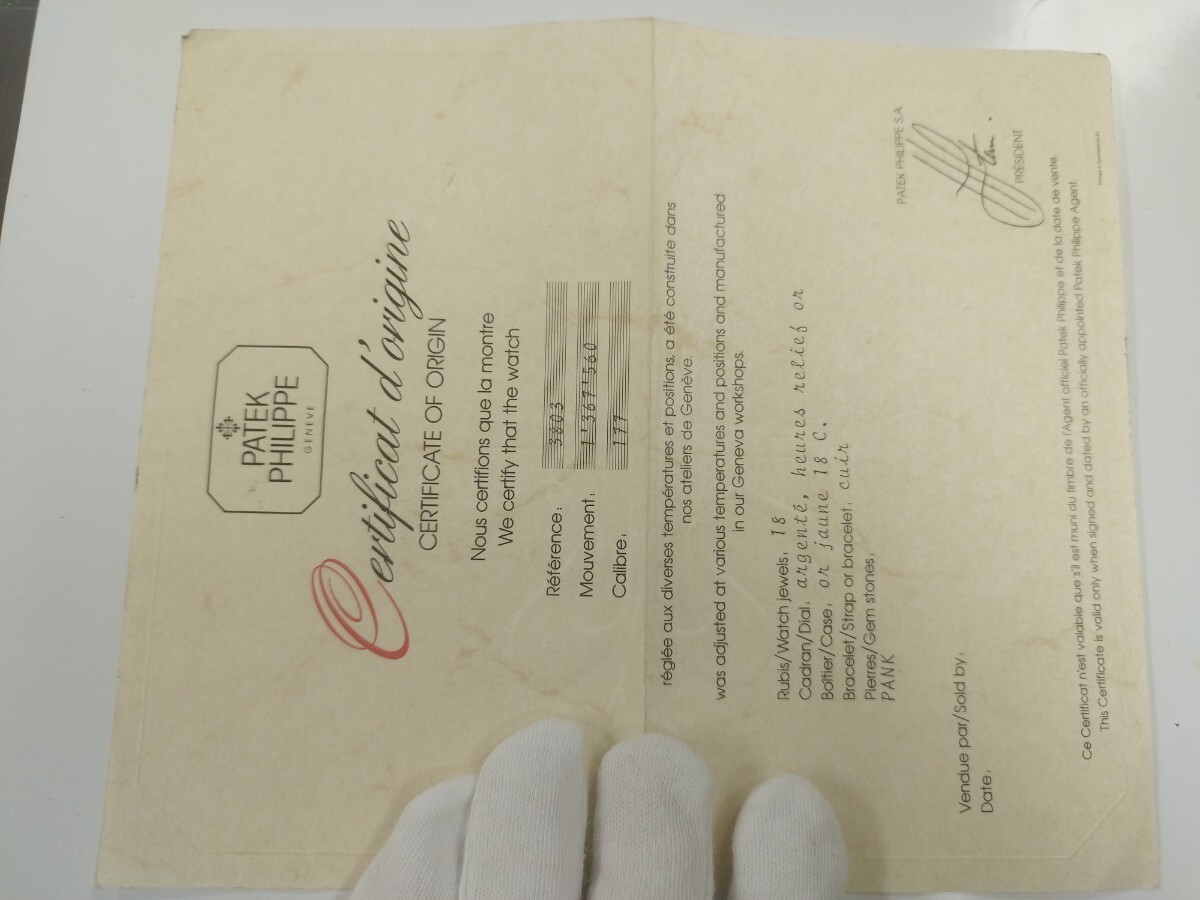 PATEK
PHILIPPE
GENEVE
Certificat d'origine
CERTIFICATE OF ORIGIN
Nous certifions que la montre
We certify that the watch
Référence: 3803
Mouvement: 1'367'560
Calibre: 177
réglée aux diverses températures et positions, a été construite dans
nos ateliers de Genève.
was adjusted at various temperatures and positions and manufactured
in our Geneva workshops.
Rubis/Watch jewels: 18
Cadran/Dial: argenté, heures relief or
Boîtier/Case: or jaune 18 C.
Bracelet/Strap or bracelet: cuir
Pierres/Gem stones:
PANK
PATEK PHILIPPE S.A.
PRÉSIDENT
Vendue par/Sold by:
Date:
Ce Certificat n'est valable que s'il est muni du timbre de l'Agent officiel Patek Philippe et de la date de vente.
This Certificate is valid only when signed and dated by an officially appointed Patek Philippe Agent.